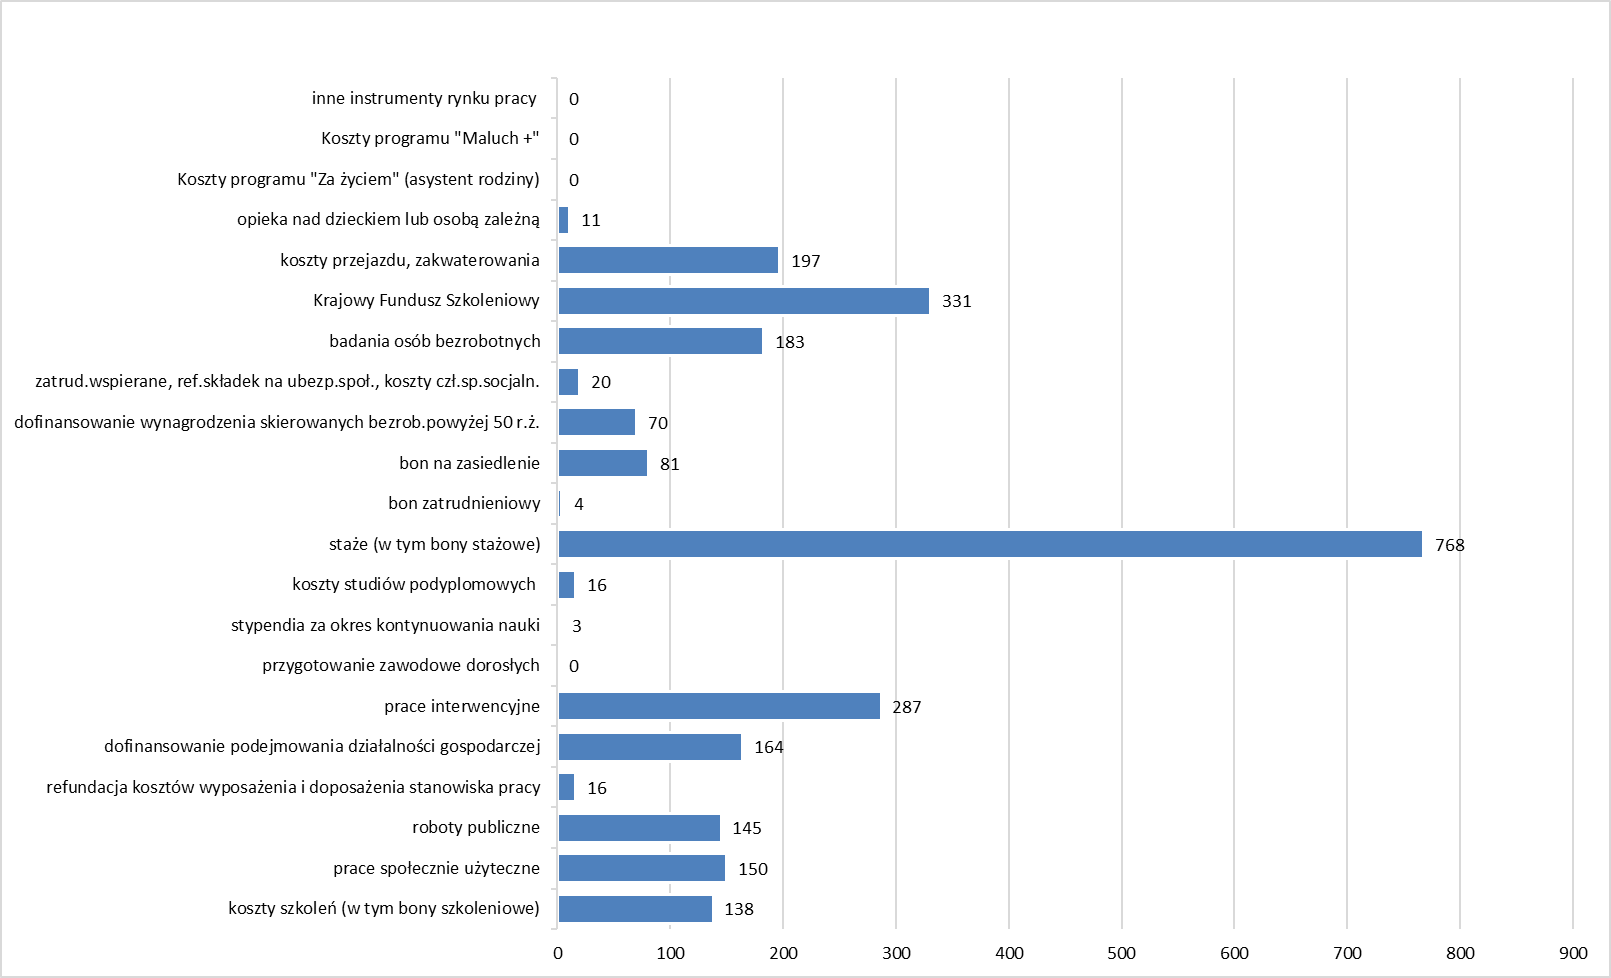 inne instrumenty rynku pracy 0
Koszty programu "Maluch +" 0
Koszty programu "Za życiem" (asystent rodziny) 0
opieka nad dzieckiem lub osobą zależną 11
koszty przejazdu, zakwaterowania 197
Krajowy Fundusz Szkoleniowy 331
badania osób bezrobotnych 183
zatrud.wspierane, ref.składek na ubezp.społ., koszty czł.sp.socjaln. 20
dofinansowanie wynagrodzenia skierowanych bezrob.powyżej 50 r.ż. 70
bon na zasiedlenie 81
bon zatrudnieniowy 4
staże (w tym bony stażowe) 768
koszty studiów podyplomowych 16
stypendia za okres kontynuowania nauki 3
przygotowanie zawodowe dorosłych 0
prace interwencyjne 287
dofinansowanie podejmowania działalności gospodarczej 164
refundacja kosztów wyposażenia i doposażenia stanowiska pracy 16
roboty publiczne 145
prace społecznie użyteczne 150
koszty szkoleń (w tym bony szkoleniowe) 138
0 100 200 300 400 500 600 700 800 900